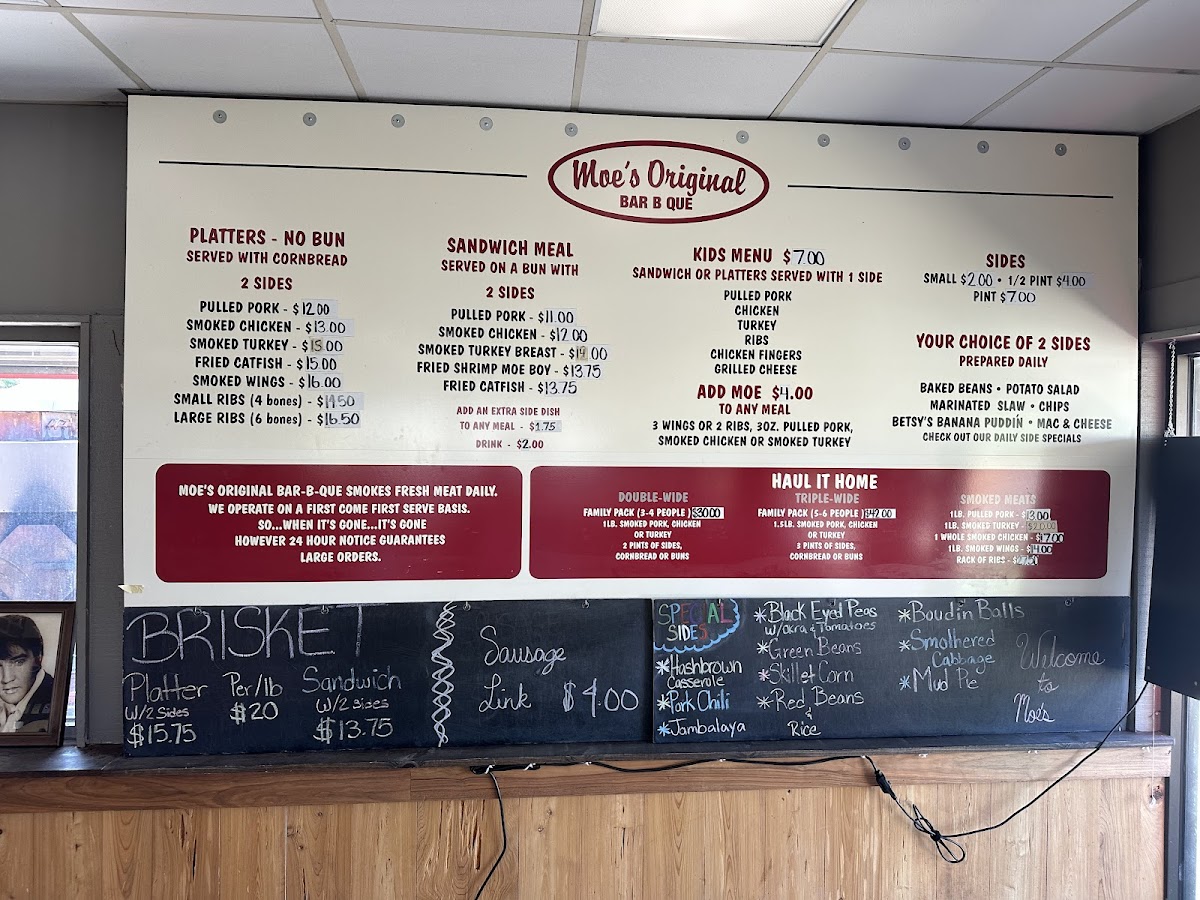 Moe's Original
BAR B QUE
PLATTERS - NO BUN
SERVED WITH CORNBREAD
2 SIDES
PULLED PORK - $12.00
SMOKED CHICKEN - $13.00
SMOKED TURKEY - $13.00
FRIED CATFISH - $15.00
SMOKED WINGS - $16.00
SMALL RIBS (4 bones) - $14.50
LARGE RIBS (6 bones) - $16.50
SANDWICH MEAL
SERVED ON A BUN WITH
2 SIDES
PULLED PORK - $11.00
SMOKED CHICKEN - $12.00
SMOKED TURKEY BREAST - $14.00
FRIED SHRIMP MOE BOY - $13.75
FRIED CATFISH - $13.75
ADD AN EXTRA SIDE DISH
TO ANY MEAL - $1.75
DRINK - $2.00
KIDS MENU $7.00
SANDWICH OR PLATTERS SERVED WITH 1 SIDE
PULLED PORK
CHICKEN
TURKEY
RIBS
CHICKEN FINGERS
GRILLED CHEESE
ADD MOE $4.00
TO ANY MEAL
3 WINGS OR 2 RIBS, 3OZ. PULLED PORK,
SMOKED CHICKEN OR SMOKED TURKEY
SIDES
SMALL $2.00 • 1/2 PINT $4.00
PINT $7.00
YOUR CHOICE OF 2 SIDES
PREPARED DAILY
BAKED BEANS • POTATO SALAD
MARINATED SLAW • CHIPS
BETSY'S BANANA PUDDIN • MAC & CHEESE
CHECK OUT OUR DAILY SIDE SPECIALS
MOE'S ORIGINAL BAR-B-QUE SMOKES FRESH MEAT DAILY.
WE OPERATE ON A FIRST COME FIRST SERVE BASIS.
SO...WHEN IT'S GONE...IT'S GONE
HOWEVER 24 HOUR NOTICE GUARANTEES
LARGE ORDERS.
HAUL IT HOME
DOUBLE-WIDE
FAMILY PACK (3-4 PEOPLE) $30.00
1LB. SMOKED PORK, CHICKEN
OR TURKEY
2 PINTS OF SIDES,
CORNBREAD OR BUNS
TRIPLE-WIDE
FAMILY PACK (5-6 PEOPLE) $42.00
1.5LB. SMOKED PORK, CHICKEN
OR TURKEY
3 PINTS OF SIDES,
CORNBREAD OR BUNS
SMOKED MEATS
1LB. PULLED PORK - $13.00
1LB. SMOKED TURKEY -
1 WHOLE SMOKED CHICKEN - $17.00
1LB. SMOKED WINGS - $14.00
RACK OF RIBS -
BRISKET
Platter
W/2 Sides
$15.75
Per/lb
$20
Sandwich
W/2 sides
$13.75
Sausage
Link $4.00
SPECIAL
SIDES
*Hashbrown
Casserole
*Pork Chili
*Jambalaya
*Black Eyed Peas
W/Okra & Tomatoes
*Green Beans
*Skillet Corn
*Red Beans
&
Rice
*Boudin Balls
*Smothered
Cabbage
*Mud Pie
Welcome
to
Moe's